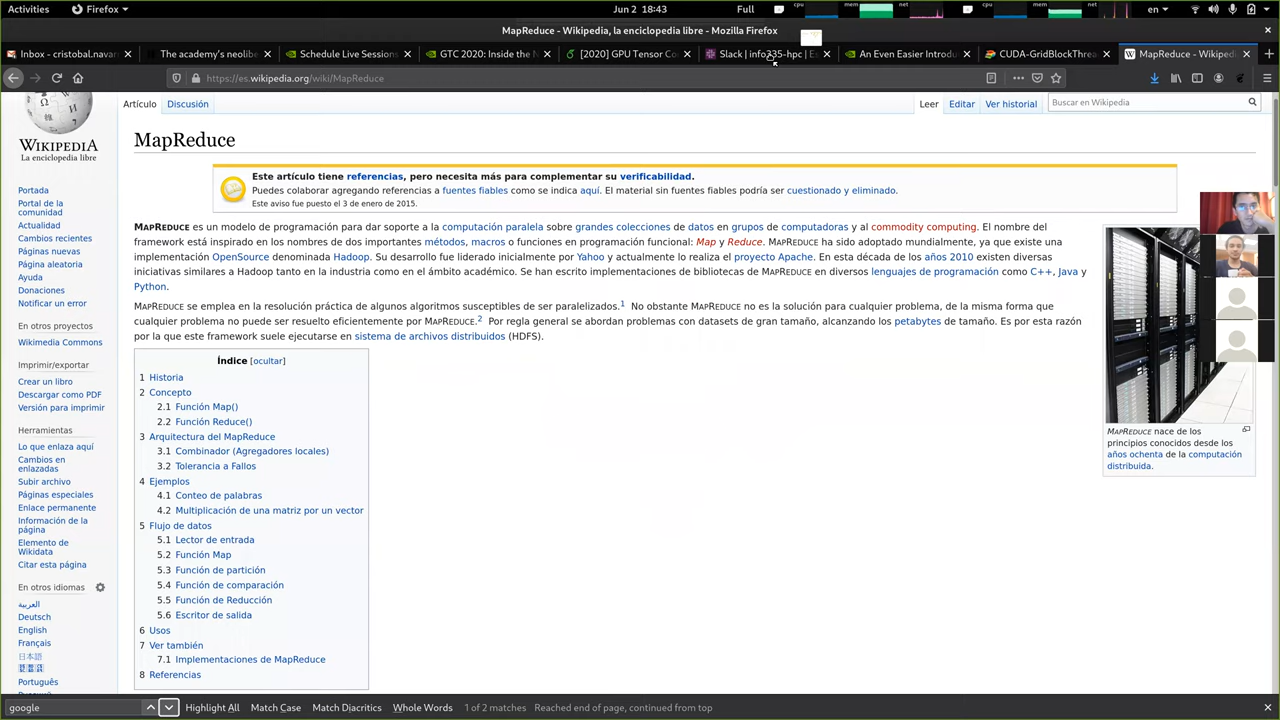 Activities
Firefox
Jun 2 18:43
Full
cpu
mem
net
cpu
mem
net
en
MapReduce - Wikipedia, la enciclopedia libre - Mozilla Firefox
Inbox - cristobal.navarr
The academy's neolibe
Schedule Live Sessions
GTC 2020: Inside the N
[2020] GPU Tensor Co
Slack | info335-hpc | Es
An Even Easier Introdu
CUDA-GridBlockThrea
MapReduce - Wikipedi
https://es.wikipedia.org/wiki/MapReduce
WIKIPEDIA
La enciclopedia libre
Artículo
Discusión
Leer
Editar
Ver historial
Buscar en Wikipedia
MapReduce
Este artículo tiene referencias, pero necesita más para complementar su verificabilidad.
Puedes colaborar agregando referencias a fuentes fiables como se indica aquí. El material sin fuentes fiables podría ser cuestionado y eliminado.
Este aviso fue puesto el 3 de enero de 2015.
MAPREDUCE es un modelo de programación para dar soporte a la computación paralela sobre grandes colecciones de datos en grupos de computadoras y al commodity computing. El nombre del
framework está inspirado en los nombres de dos importantes métodos, macros o funciones en programación funcional: Map y Reduce. MAPREDUCE ha sido adoptado mundialmente, ya que existe una
implementación OpenSource denominada Hadoop. Su desarrollo fue liderado inicialmente por Yahoo y actualmente lo realiza el proyecto Apache. En esta década de los años 2010 existen diversas
iniciativas similares a Hadoop tanto en la industria como en el ámbito académico. Se han escrito implementaciones de bibliotecas de MAPREDUCE en diversos lenguajes de programación como C++, Java y
Python.
MAPREDUCE se emplea en la resolución práctica de algunos algoritmos susceptibles de ser paralelizados.1 No obstante MAPREDUCE no es la solución para cualquier problema, de la misma forma que
cualquier problema no puede ser resuelto eficientemente por MAPREDUCE.2 Por regla general se abordan problemas con datasets de gran tamaño, alcanzando los petabytes de tamaño. Es por esta razón
por la que este framework suele ejecutarse en sistema de archivos distribuidos (HDFS).
Índice [ocultar]
1 Historia
2 Concepto
2.1 Función Map()
2.2 Función Reduce()
3 Arquitectura del MapReduce
3.1 Combinador (Agregadores locales)
3.2 Tolerancia a Fallos
4 Ejemplos
4.1 Conteo de palabras
4.2 Multiplicación de una matriz por un vector
5 Flujo de datos
5.1 Lector de entrada
5.2 Función Map
5.3 Función de partición
5.4 Función de comparación
5.5 Función de Reducción
5.6 Escritor de salida
6 Usos
7 Ver también
7.1 Implementaciones de MapReduce
8 Referencias
MAPREDUCE nace de los
principios conocidos desde los
años ochenta de la computación
distribuida.
Portada
Portal de la
comunidad
Actualidad
Cambios recientes
Páginas nuevas
Página aleatoria
Ayuda
Donaciones
Notificar un error
En otros proyectos
Wikimedia Commons
Imprimir/exportar
Crear un libro
Descargar como PDF
Versión para imprimir
Herramientas
Lo que enlaza aquí
Cambios en
enlazadas
Subir archivo
Páginas especiales
Enlace permanente
Información de la
página
Elemento de
Wikidata
Citar esta página
En otros idiomas
العربية
Deutsch
English
Français
日本語
Português
google
Highlight All
Match Case
Match Diacritics
Whole Words
1 of 2 matches
Reached end of page, continued from top